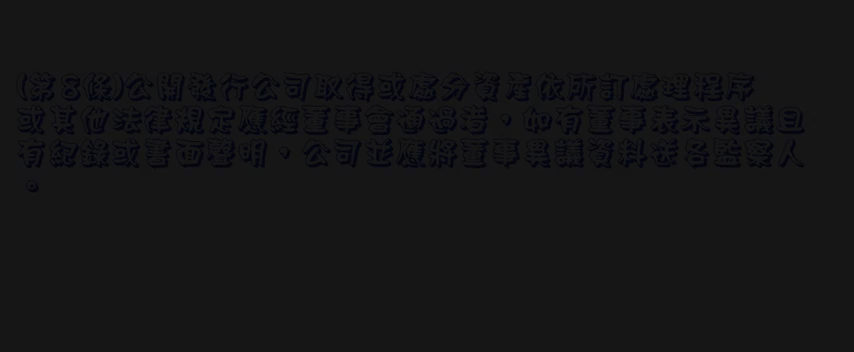 (第8條)公開發行公司取得或處分資產依所訂處理程序
或其他法律規定應經董事會通過者，如有董事表示異議且
有紀錄或書面聲明，公司並應將董事異議資料送各監察人
。